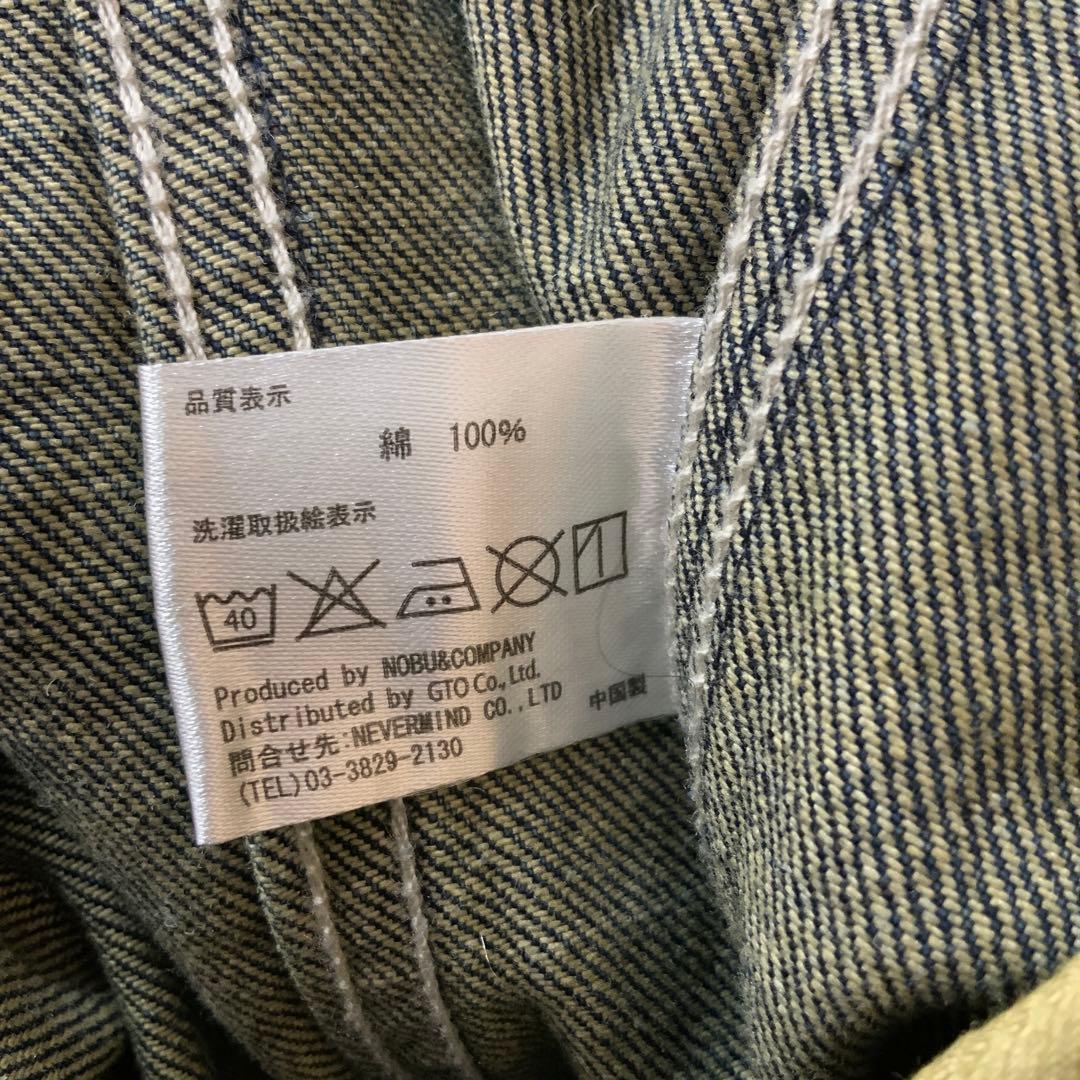 品質表示
綿 100%
洗濯取扱絵表示
40
Produced by NOBU&COMPANY
Distributed by GTO Co., Ltd.
問合せ先:NEVERMIND CO.,LTD
(TEL)03-3829-2130
中国製